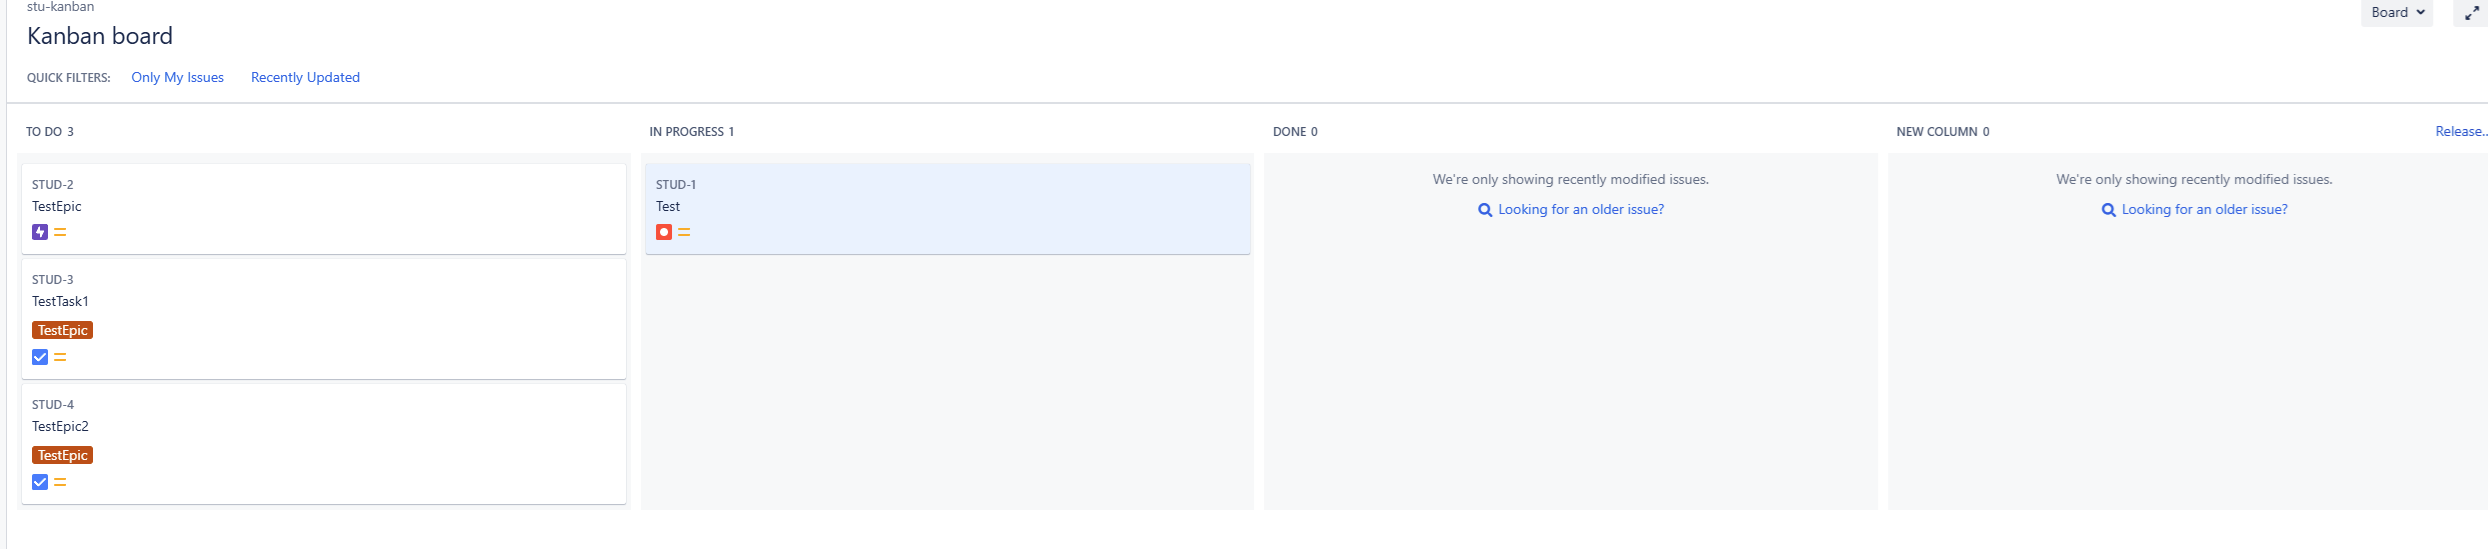 stu-kanban
Board
Kanban board
QUICK FILTERS: Only My Issues Recently Updated
TO DO 3
IN PROGRESS 1
DONE 0
NEW COLUMN 0
Release...
STUD-2
TestEpic
STUD-3
TestTask1
TestEpic
STUD-4
TestEpic2
TestEpic
STUD-1
Test
We're only showing recently modified issues.
Looking for an older issue?
We're only showing recently modified issues.
Looking for an older issue?